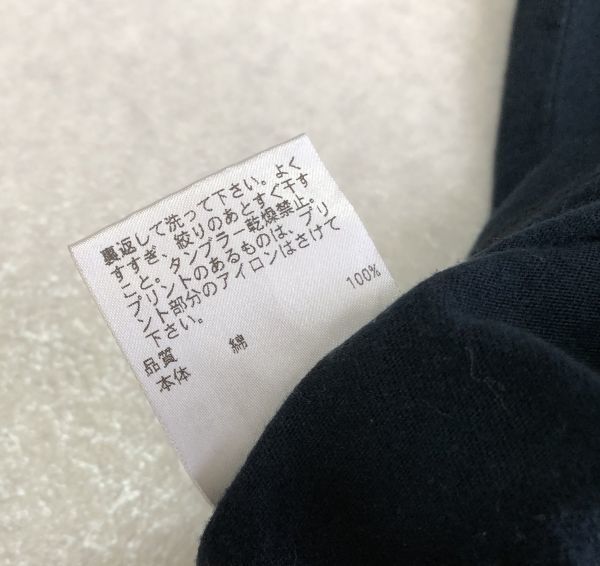 裏返して洗って下さい。よく
すすぎ、絞りのあとすぐ干す
こと、タンブラー乾燥禁止。
プリントのあるものは、プリ
ント部分のアイロンはさけて
下さい。
品質 綿 100%
本体